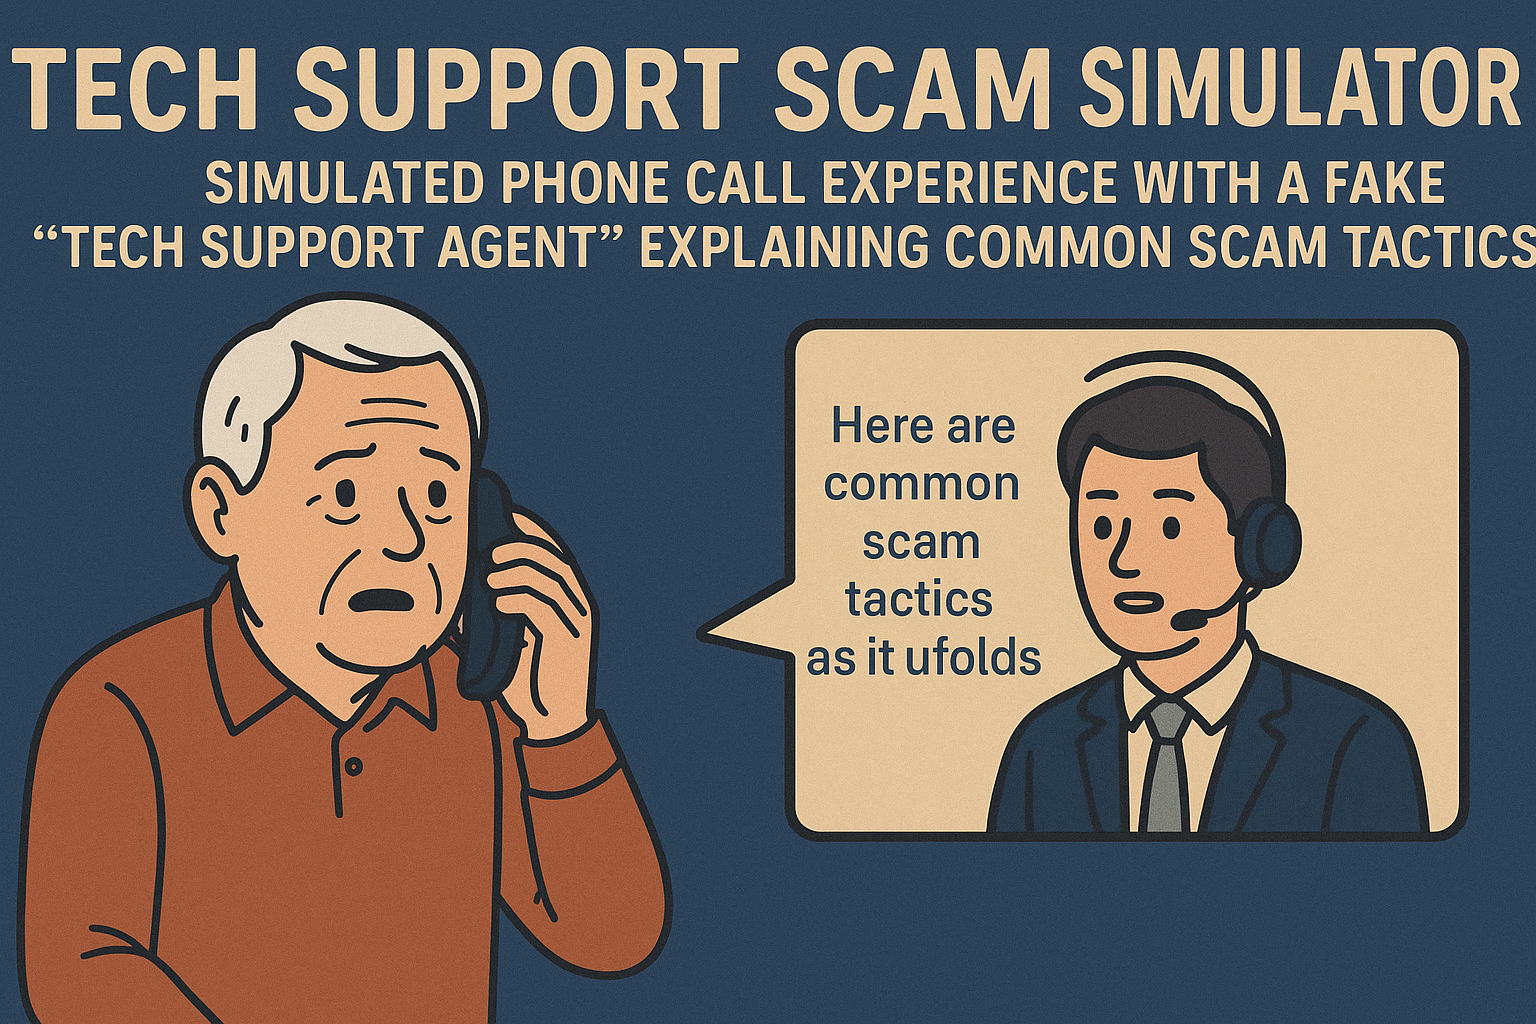 TECH SUPPORT SCAM SIMULATOR
SIMULATED PHONE CALL EXPERIENCE WITH A FAKE
“TECH SUPPORT AGENT” EXPLAINING COMMON SCAM TACTICS
Here are
common
scam
tactics
as it ufolds